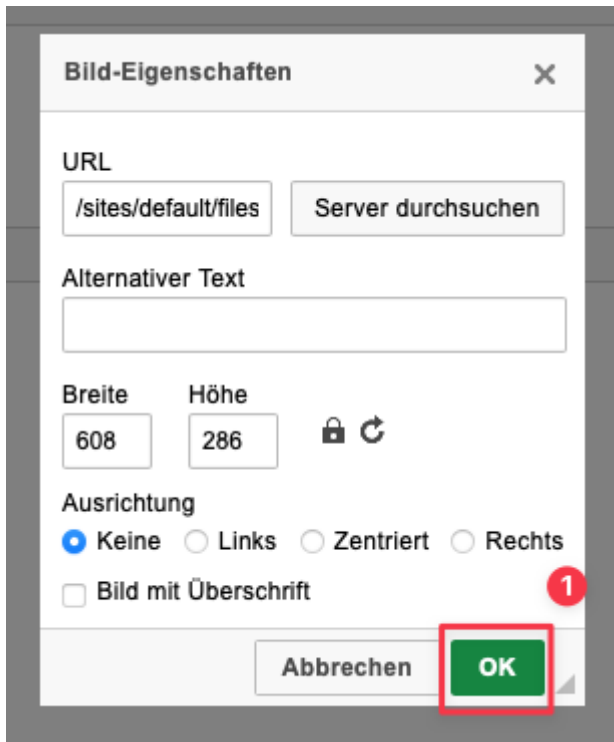 Bild-Eigenschaften
URL
/sites/default/files
Server durchsuchen
Alternativer Text
Breite
Höhe
608
286
Ausrichtung
Keine
Links
Zentriert
Rechts
Bild mit Überschrift
1
Abbrechen
OK